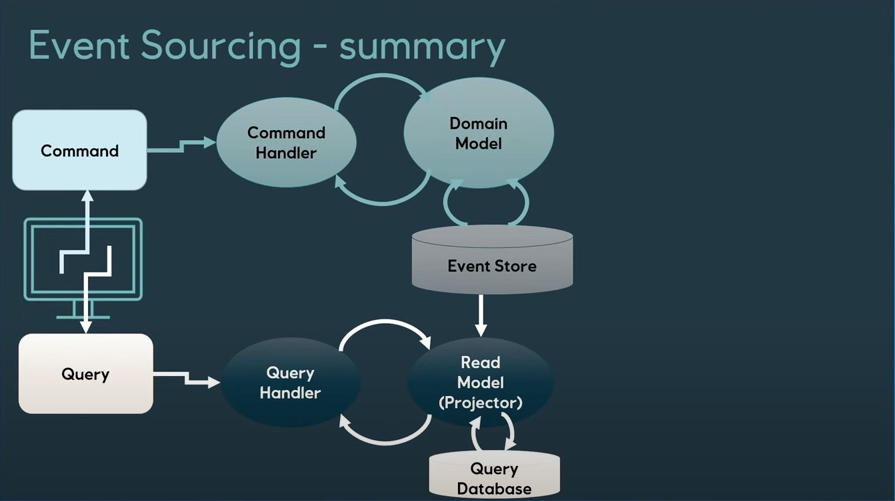 Event Sourcing - summary
Command
Command
Handler
Domain
Model
Event Store
Query
Query
Handler
Read
Model
(Projector)
Query
Database